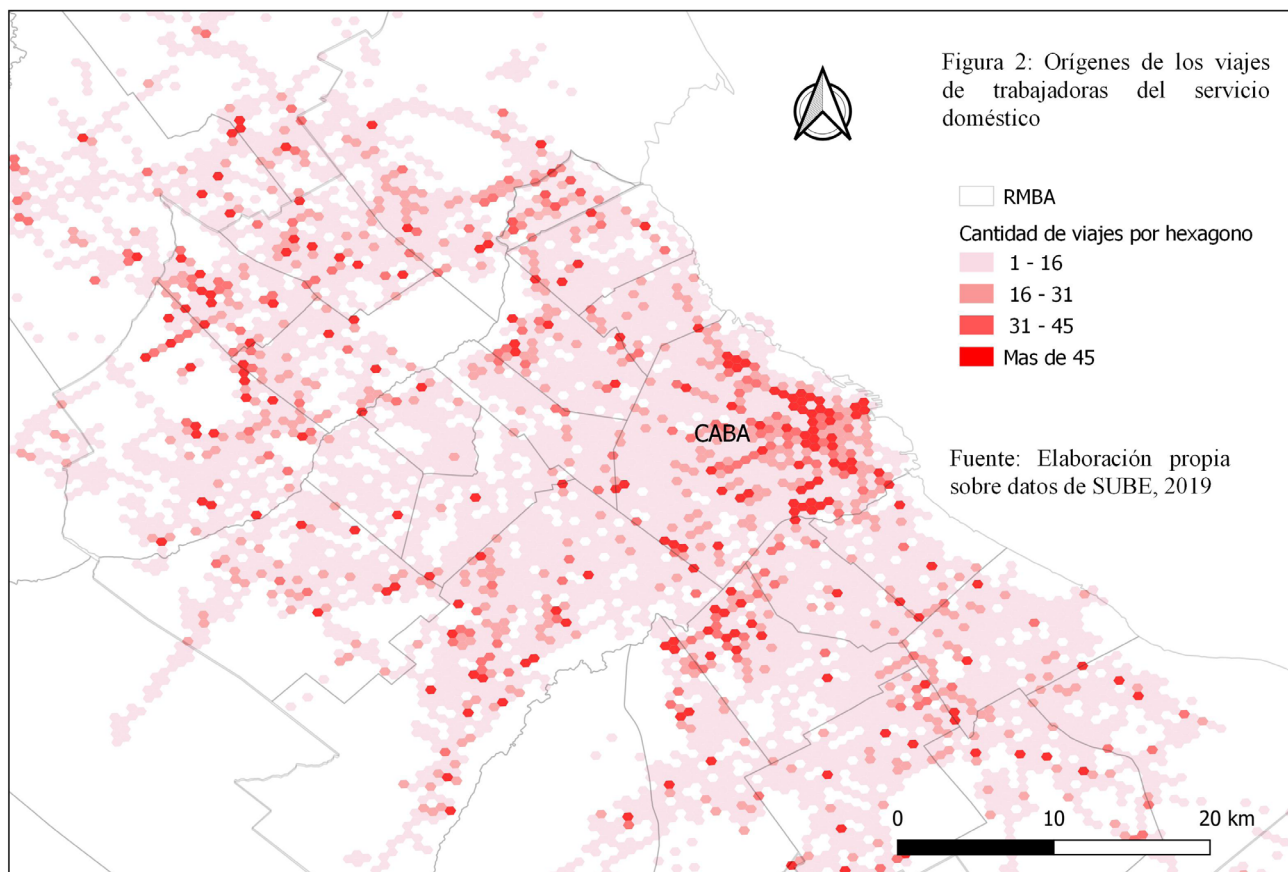 Figura 2: Orígenes de los viajes
de trabajadoras del servicio
doméstico
RMBA
Cantidad de viajes por hexagono
1 - 16
16 - 31
31 - 45
Mas de 45
CABA
Fuente: Elaboración propia
sobre datos de SUBE, 2019
0 10 20 km